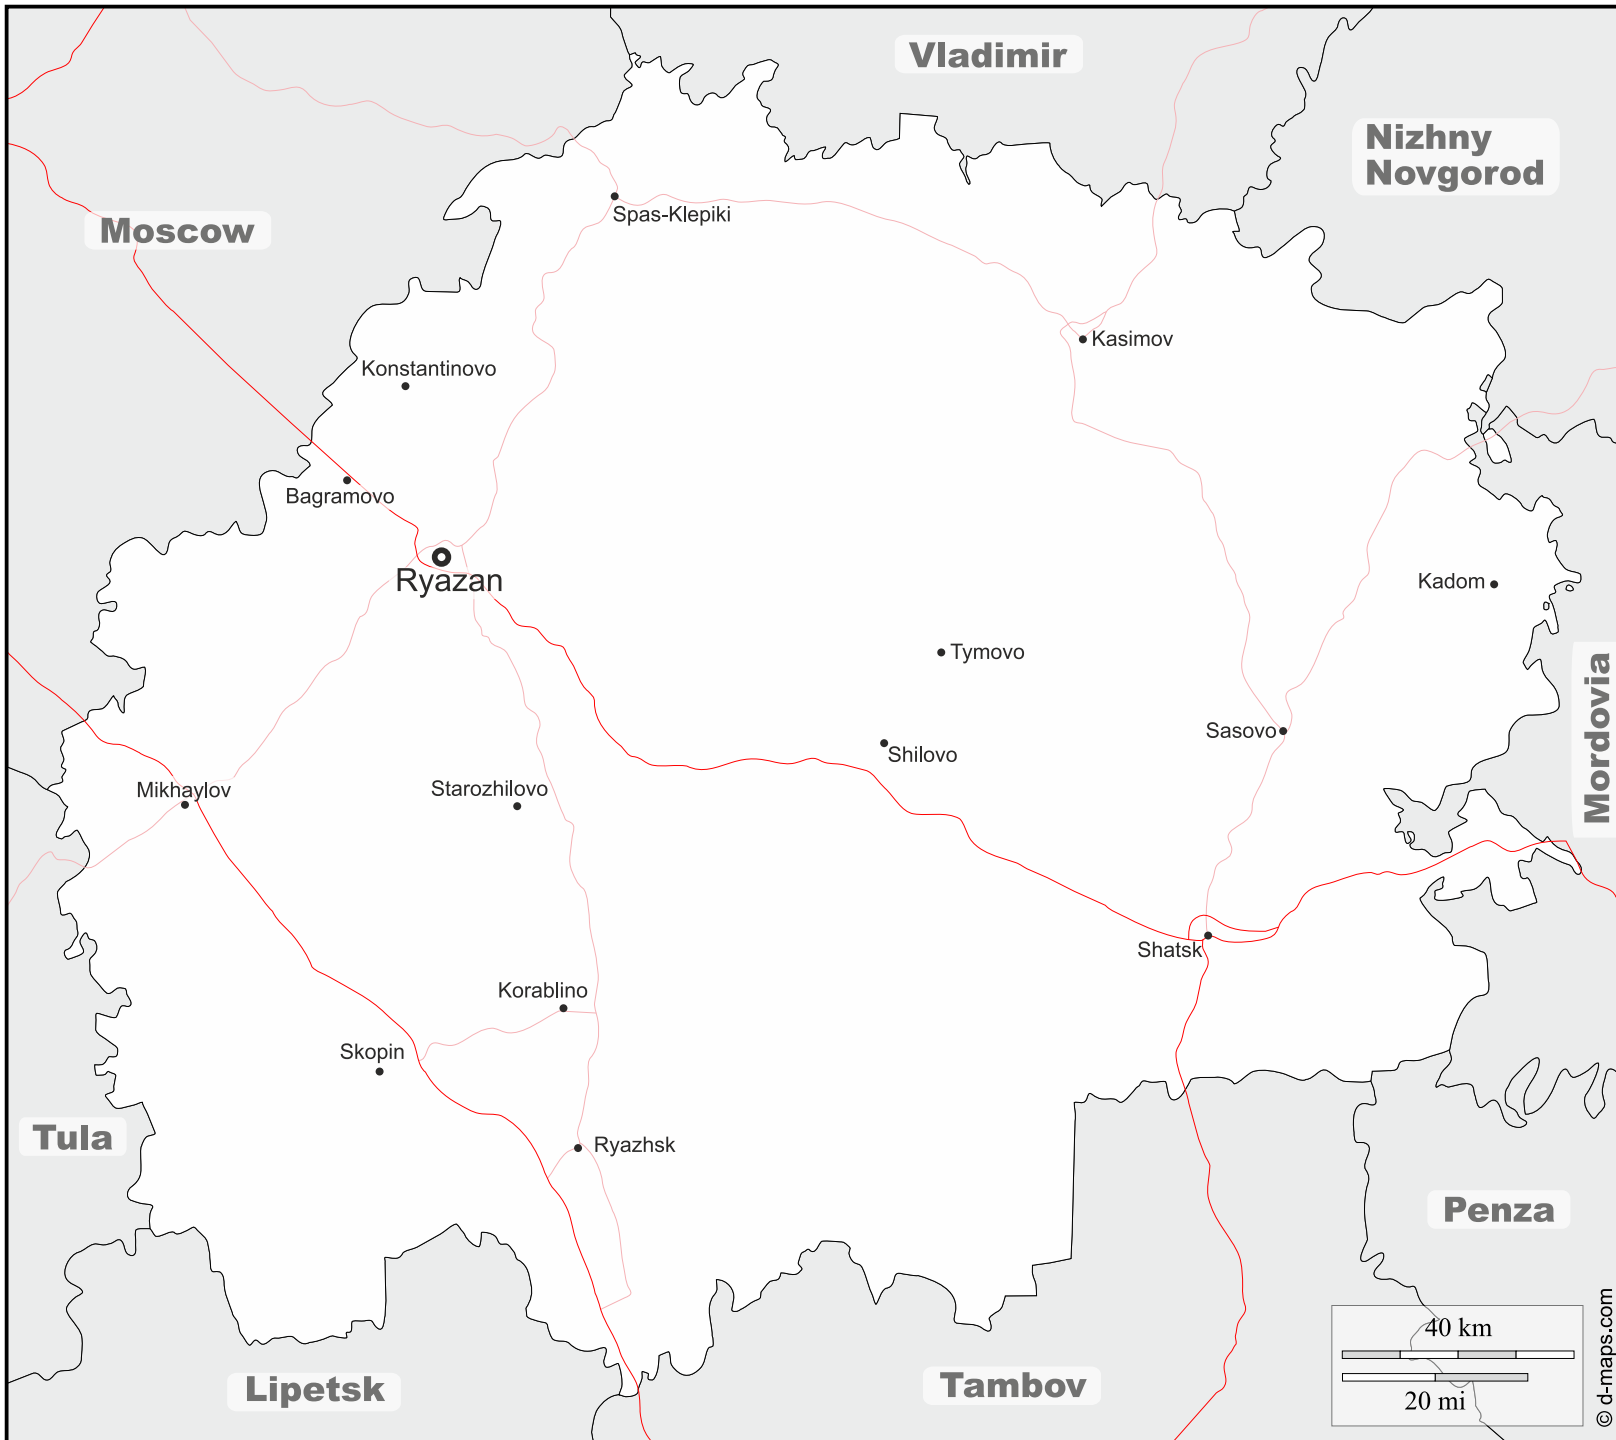 Vladimir
Nizhny
Novgorod
Moscow
Spas-Klepiki
Kasimov
Konstantinovo
Bagramovo
Ryazan
Kadom
Tymovo
Mordovia
Sasovo
Shilovo
Mikhaylov
Starozhilovo
Shatsk
Korablino
Skopin
Tula
Ryazhsk
Penza
Lipetsk
Tambov
40 km
20 mi
© d-maps.com